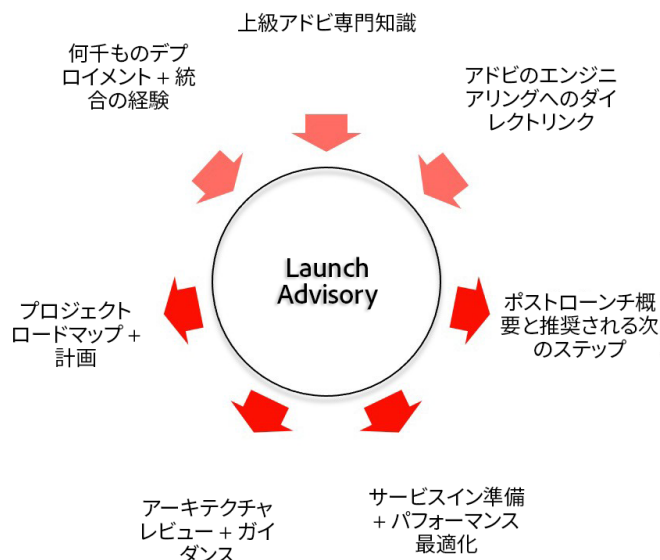 上級アドビ専門知識
何千ものデプ
ロイメント + 統
合の経験
アドビのエンジニ
アリングへのダイ
レクトリンク
Launch
Advisory
プロジェクト
ロードマップ +
計画
ポストローンチ概
要と推奨される次
のステップ
アーキテクチャ
レビュー + ガイ
ダンス
サービスイン準備
+ パフォーマンス
最適化